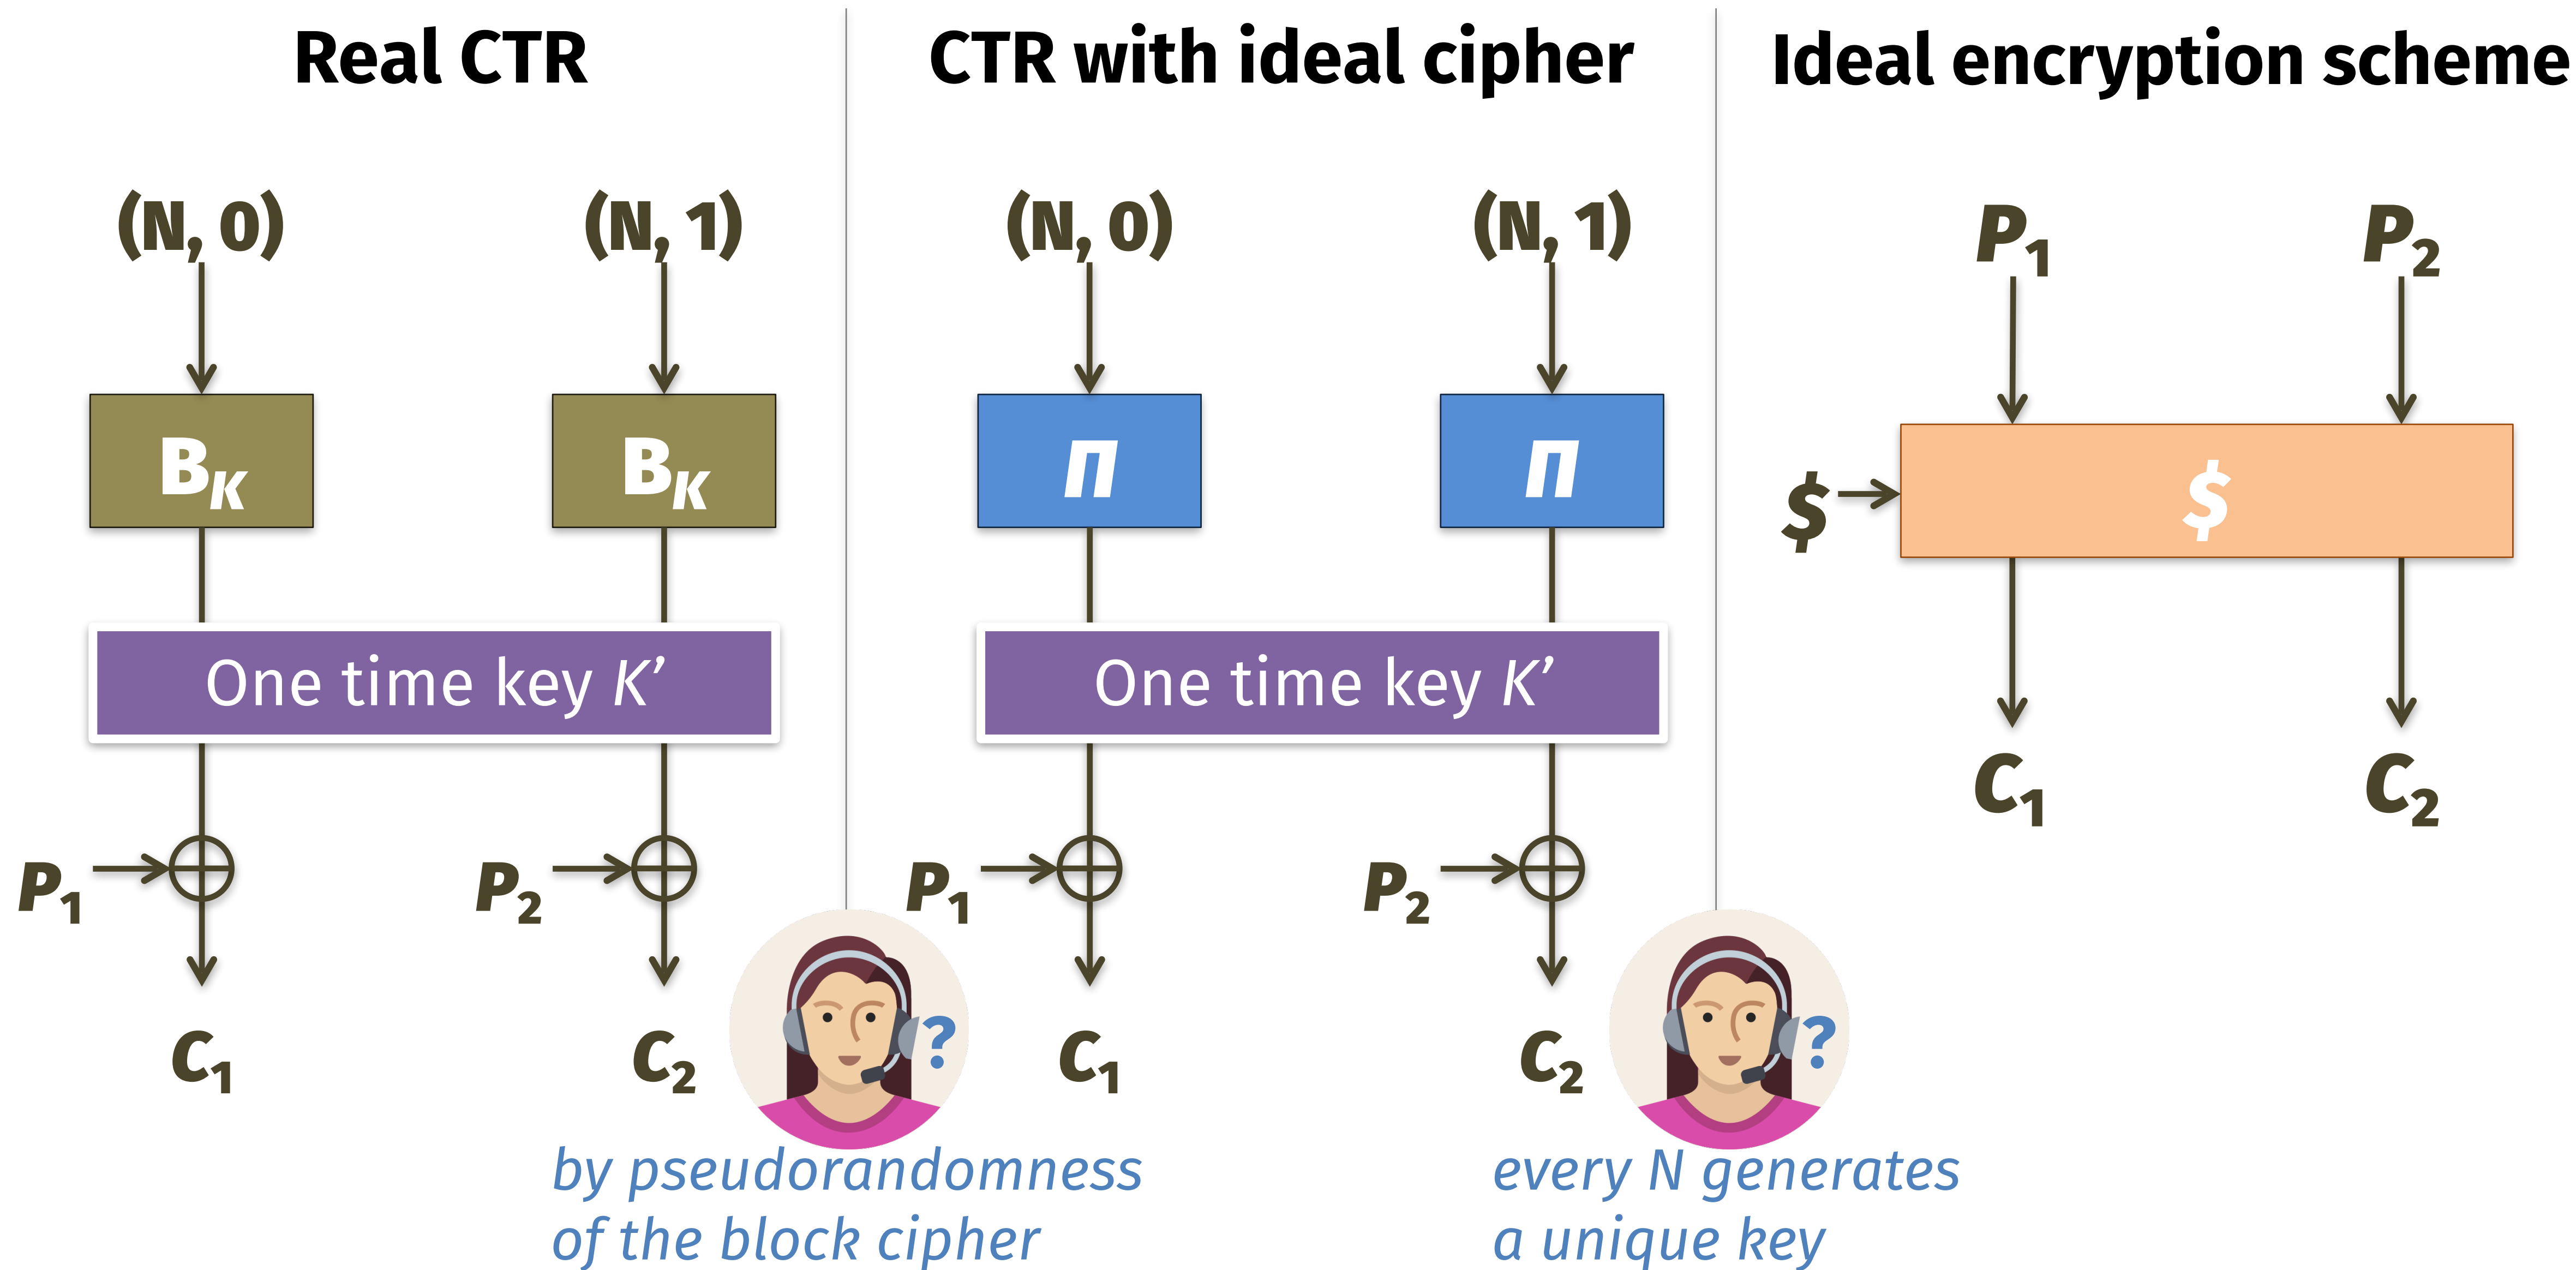 Real CTR
(N, 0) (N, 1)
B_K B_K
One time key K’
P₁ P₂
C₁ C₂
by pseudorandomness
of the block cipher
CTR with ideal cipher
(N, 0) (N, 1)
Π Π
One time key K’
P₁ P₂
C₁ C₂
every N generates
a unique key
? ?
Ideal encryption scheme
P₁ P₂
$ $
C₁ C₂